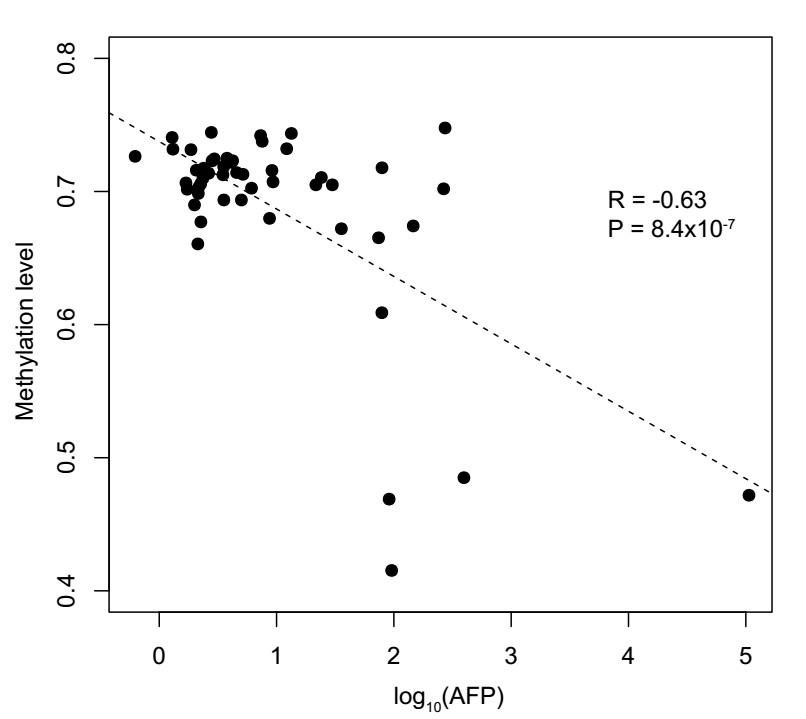 0.8
0.7
0.6
0.5
0.4
Methylation level
R = -0.63
P = 8.4x10⁻⁷
0 1 2 3 4 5
log₁₀(AFP)